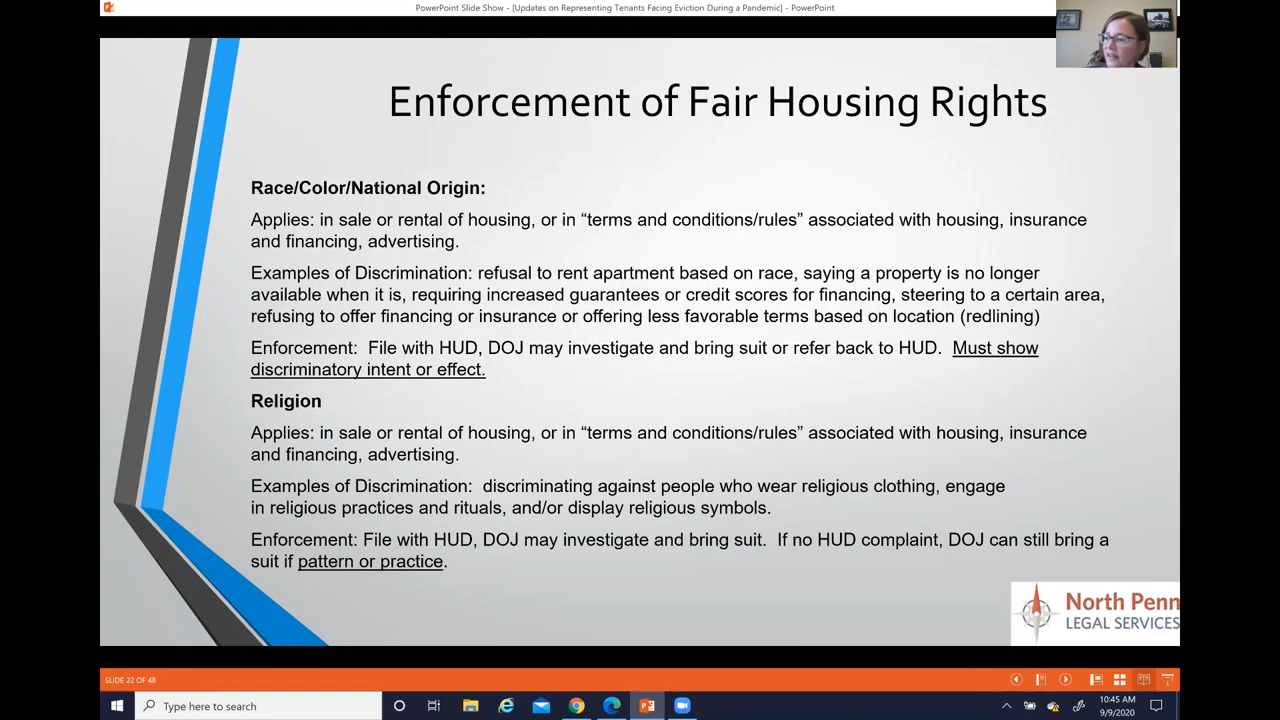 PowerPoint Slide Show - [Updates on Representing Tenants Facing Eviction During a Pandemic] - PowerPoint
Enforcement of Fair Housing Rights
Race/Color/National Origin:
Applies: in sale or rental of housing, or in “terms and conditions/rules” associated with housing, insurance
and financing, advertising.
Examples of Discrimination: refusal to rent apartment based on race, saying a property is no longer
available when it is, requiring increased guarantees or credit scores for financing, steering to a certain area,
refusing to offer financing or insurance or offering less favorable terms based on location (redlining)
Enforcement:  File with HUD, DOJ may investigate and bring suit or refer back to HUD.  Must show
discriminatory intent or effect.
Religion
Applies: in sale or rental of housing, or in “terms and conditions/rules” associated with housing, insurance
and financing, advertising.
Examples of Discrimination:  discriminating against people who wear religious clothing, engage
in religious practices and rituals, and/or display religious symbols.
Enforcement: File with HUD, DOJ may investigate and bring suit.  If no HUD complaint, DOJ can still bring a
suit if pattern or practice.
North Penn
LEGAL SERVICES
SLIDE 22 OF 48
Type here to search
10:45 AM
9/9/2020